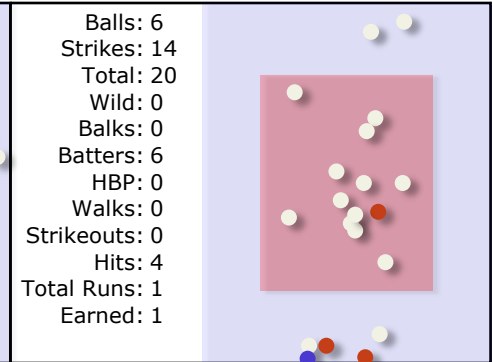 Balls: 6
Strikes: 14
Total: 20
Wild: 0
Balks: 0
Batters: 6
HBP: 0
Walks: 0
Strikeouts: 0
Hits: 4
Total Runs: 1
Earned: 1